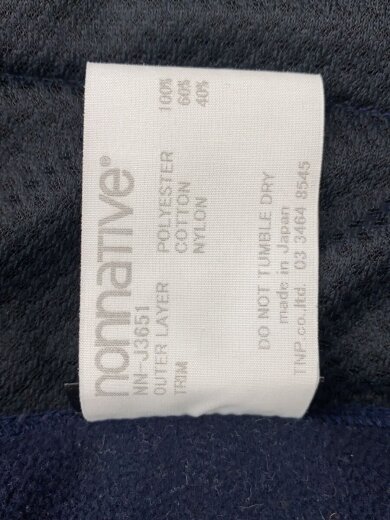 nonnative®
NN-J3651
OUTER LAYER POLYESTER 100%
TRIM COTTON 60%
NYLON 40%
DO NOT TUMBLE DRY
made in Japan
TNP.co.,ltd. 03 3464 8545